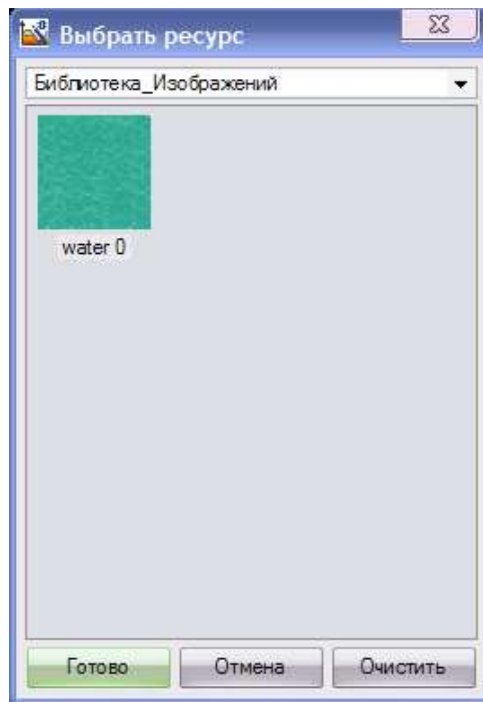 Выбрать ресурс
Библиотека_Изображений
water 0
Готово Отмена Очистить